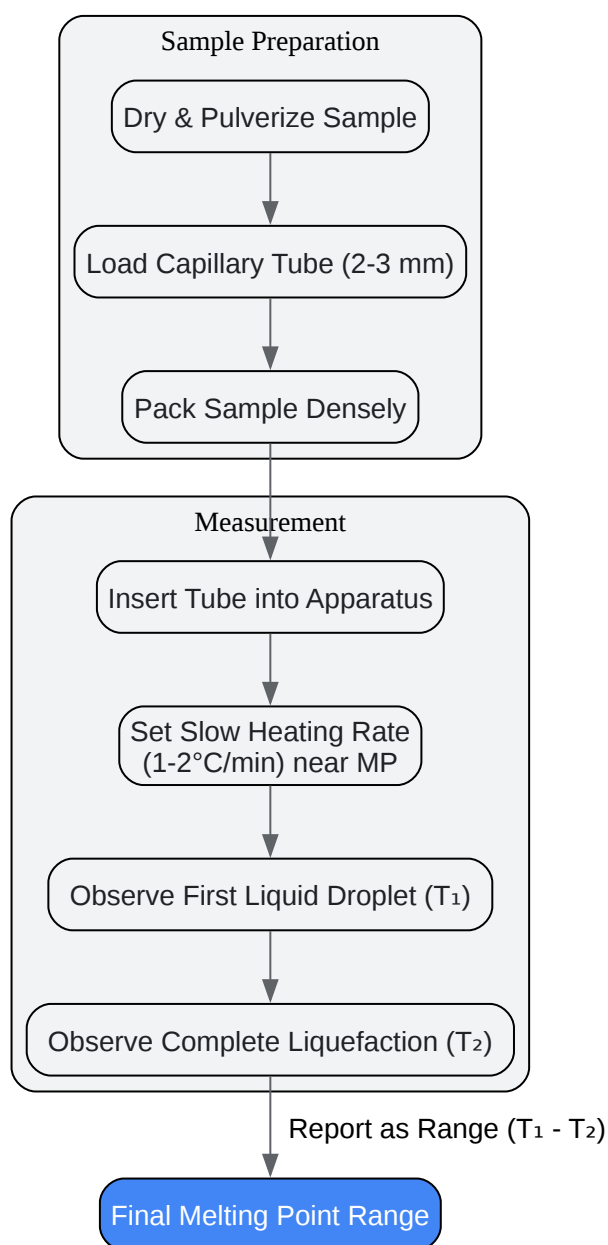 Sample Preparation
Dry & Pulverize Sample
Load Capillary Tube (2-3 mm)
Pack Sample Densely
Measurement
Insert Tube into Apparatus
Set Slow Heating Rate
(1-2°C/min) near MP
Observe First Liquid Droplet (T₁)
Observe Complete Liquefaction (T₂)
Report as Range (T₁ - T₂)
Final Melting Point Range